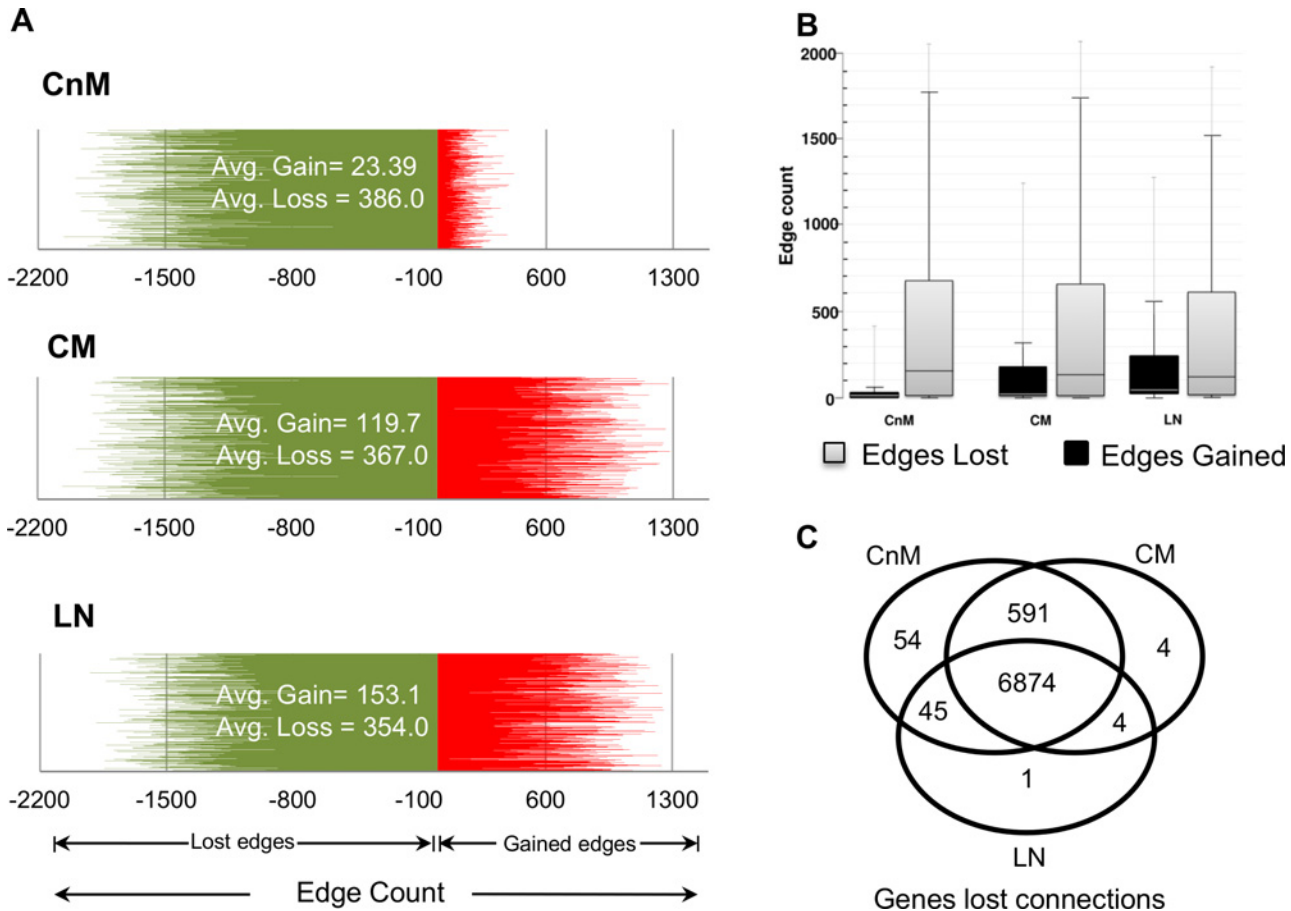 A
CnM
Avg. Gain= 23.39
Avg. Loss = 386.0
-2200 -1500 -800 -100 600 1300
CM
Avg. Gain= 119.7
Avg. Loss = 367.0
-2200 -1500 -800 -100 600 1300
LN
Avg. Gain= 153.1
Avg. Loss = 354.0
-2200 -1500 -800 -100 600 1300
Lost edges Gained edges
Edge Count
B
Edge count
2000
1500
1000
500
0
CnM CM LN
Edges Lost Edges Gained
C
CnM CM
591
54 4
6874
45 4
1
LN
Genes lost connections